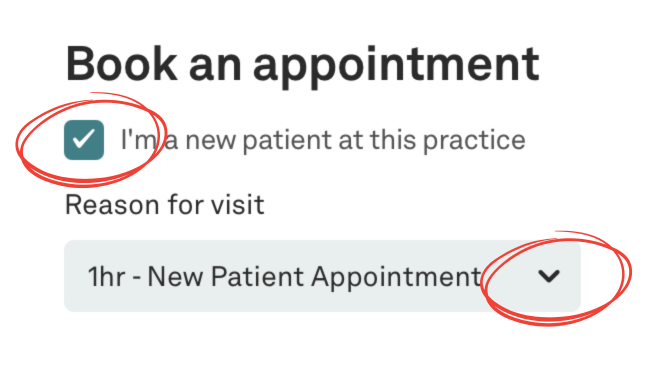 Book an appointment
I'm a new patient at this practice
Reason for visit
1hr - New Patient Appointment